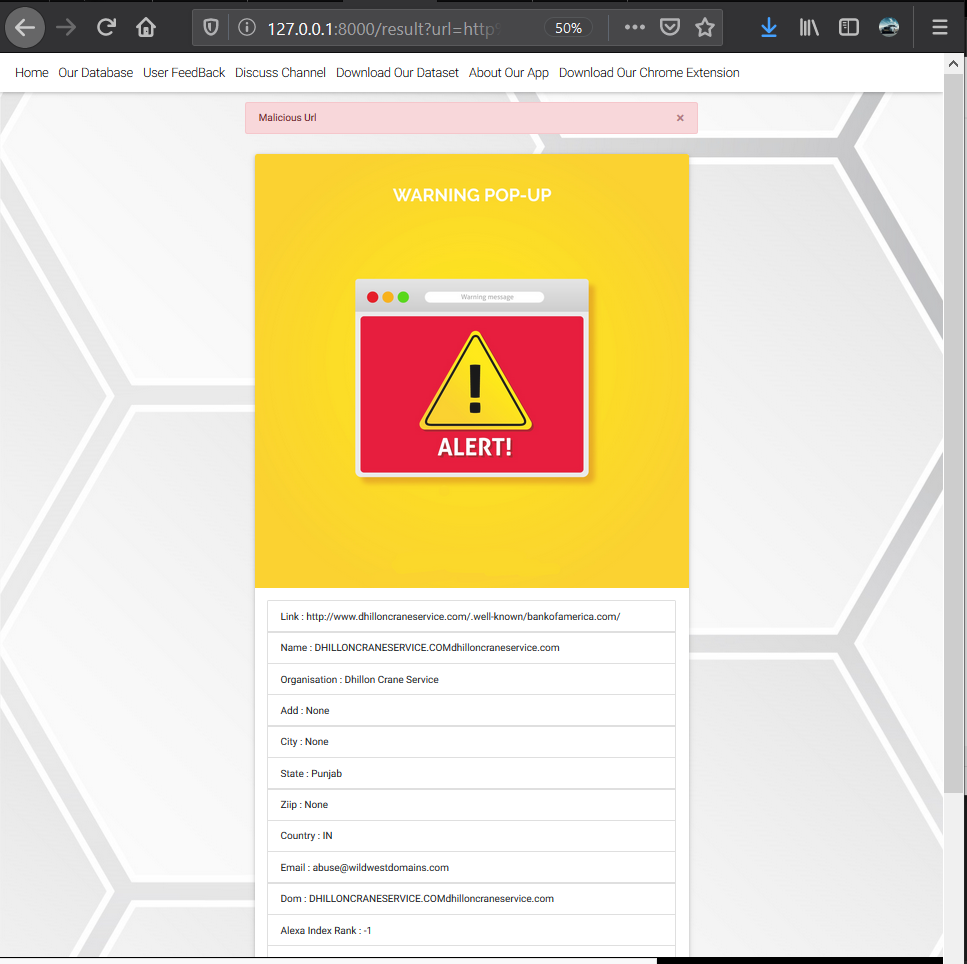 127.0.0.1:8000/result?url=http%
50%
Home Our Database User FeedBack Discuss Channel Download Our Dataset About Our App Download Our Chrome Extension
Malicious Url ×
WARNING POP-UP
Warning message
!
ALERT!
Link : http://www.dhilloncraneservice.com/.well-known/bankofamerica.com/
Name : DHILLONCRANESERVICE.COMdhilloncraneservice.com
Organisation : Dhillon Crane Service
Add : None
City : None
State : Punjab
Ziip : None
Country : IN
Email : abuse@wildwestdomains.com
Dom : DHILLONCRANESERVICE.COMdhilloncraneservice.com
Alexa Index Rank : -1